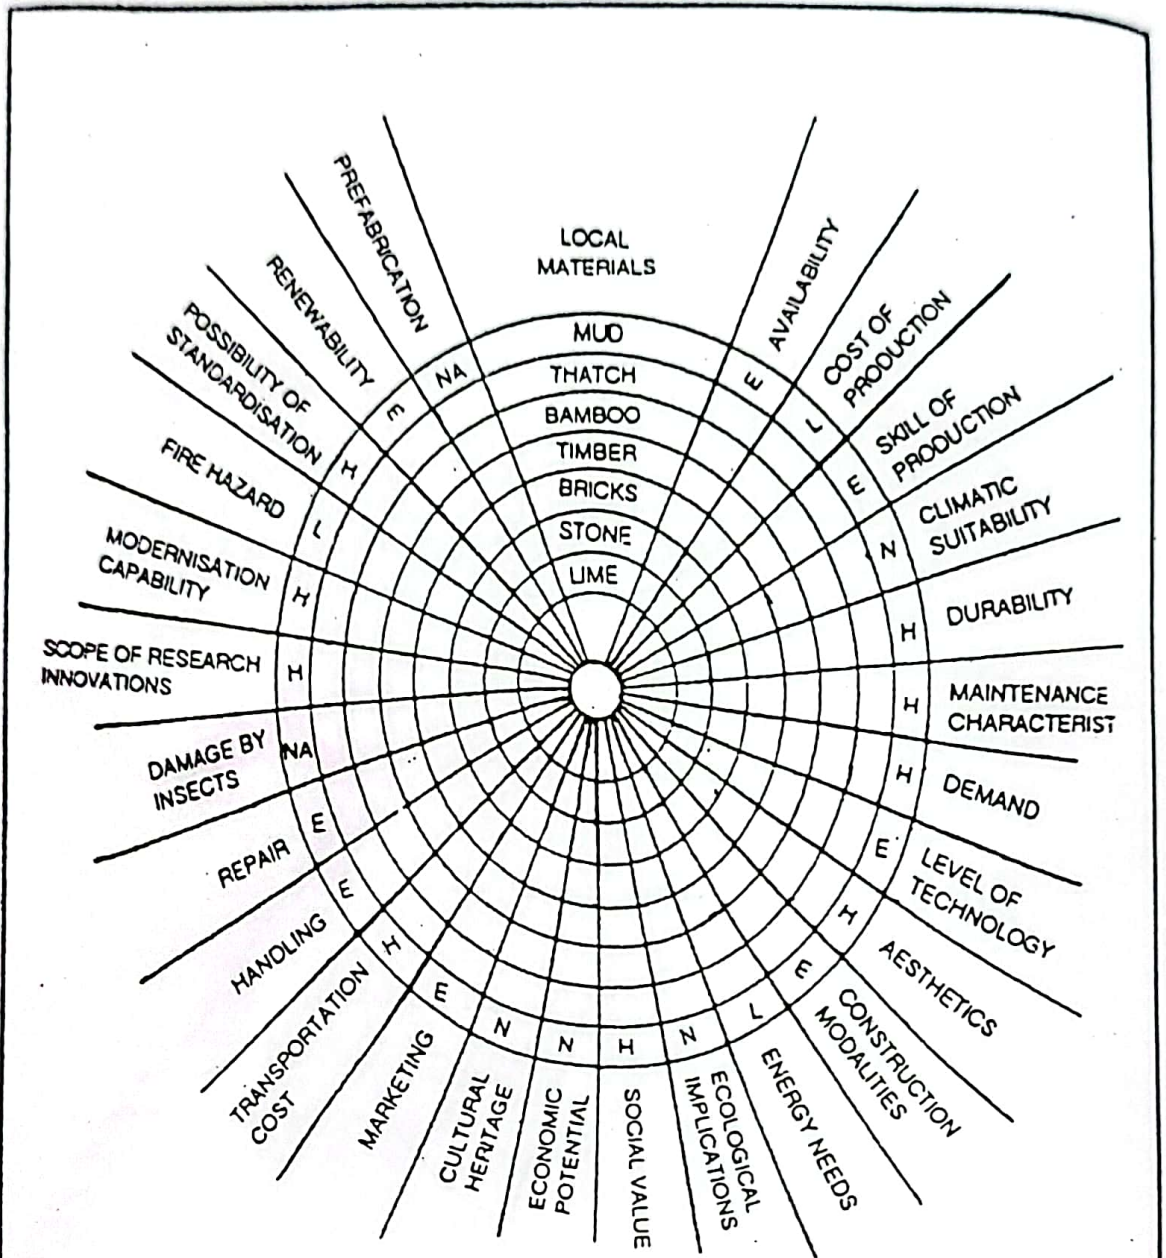 LOCAL
MATERIALS
MUD
THATCH
BAMBOO
TIMBER
BRICKS
STONE
LIME
AVAILABILITY
E
COST OF
PRODUCTION
L
SKILL OF
PRODUCTION
E
CLIMATIC
SUITABILITY
N
DURABILITY
H
MAINTENANCE
CHARACTERIST
H
DEMAND
H
LEVEL OF
TECHNOLOGY
E
AESTHETICS
H
CONSTRUCTION
MODALITIES
E
ENERGY NEEDS
L
ECOLOGICAL
IMPLICATIONS
N
SOCIAL VALUE
H
ECONOMIC
POTENTIAL
N
CULTURAL
HERITAGE
N
MARKETING
E
TRANSPORTATION
COST
H
HANDLING
E
REPAIR
E
DAMAGE BY
INSECTS
NA
SCOPE OF RESEARCH
INNOVATIONS
H
MODERNISATION
CAPABILITY
H
FIRE HAZARD
L
POSSIBILITY OF
STANDARDISATION
H
RENEWABILITY
E
PREFABRICATION
NA